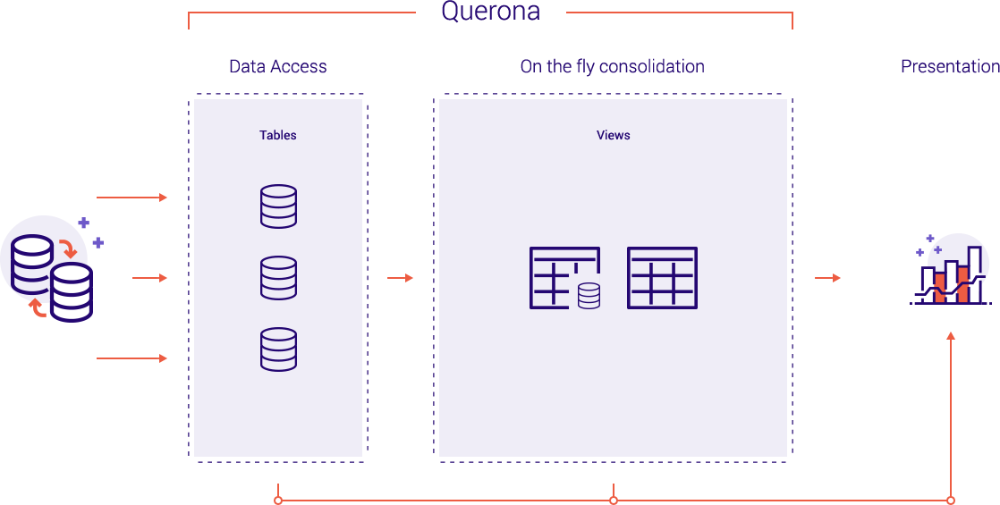 Querona
Data Access
On the fly consolidation
Presentation
Tables
Views